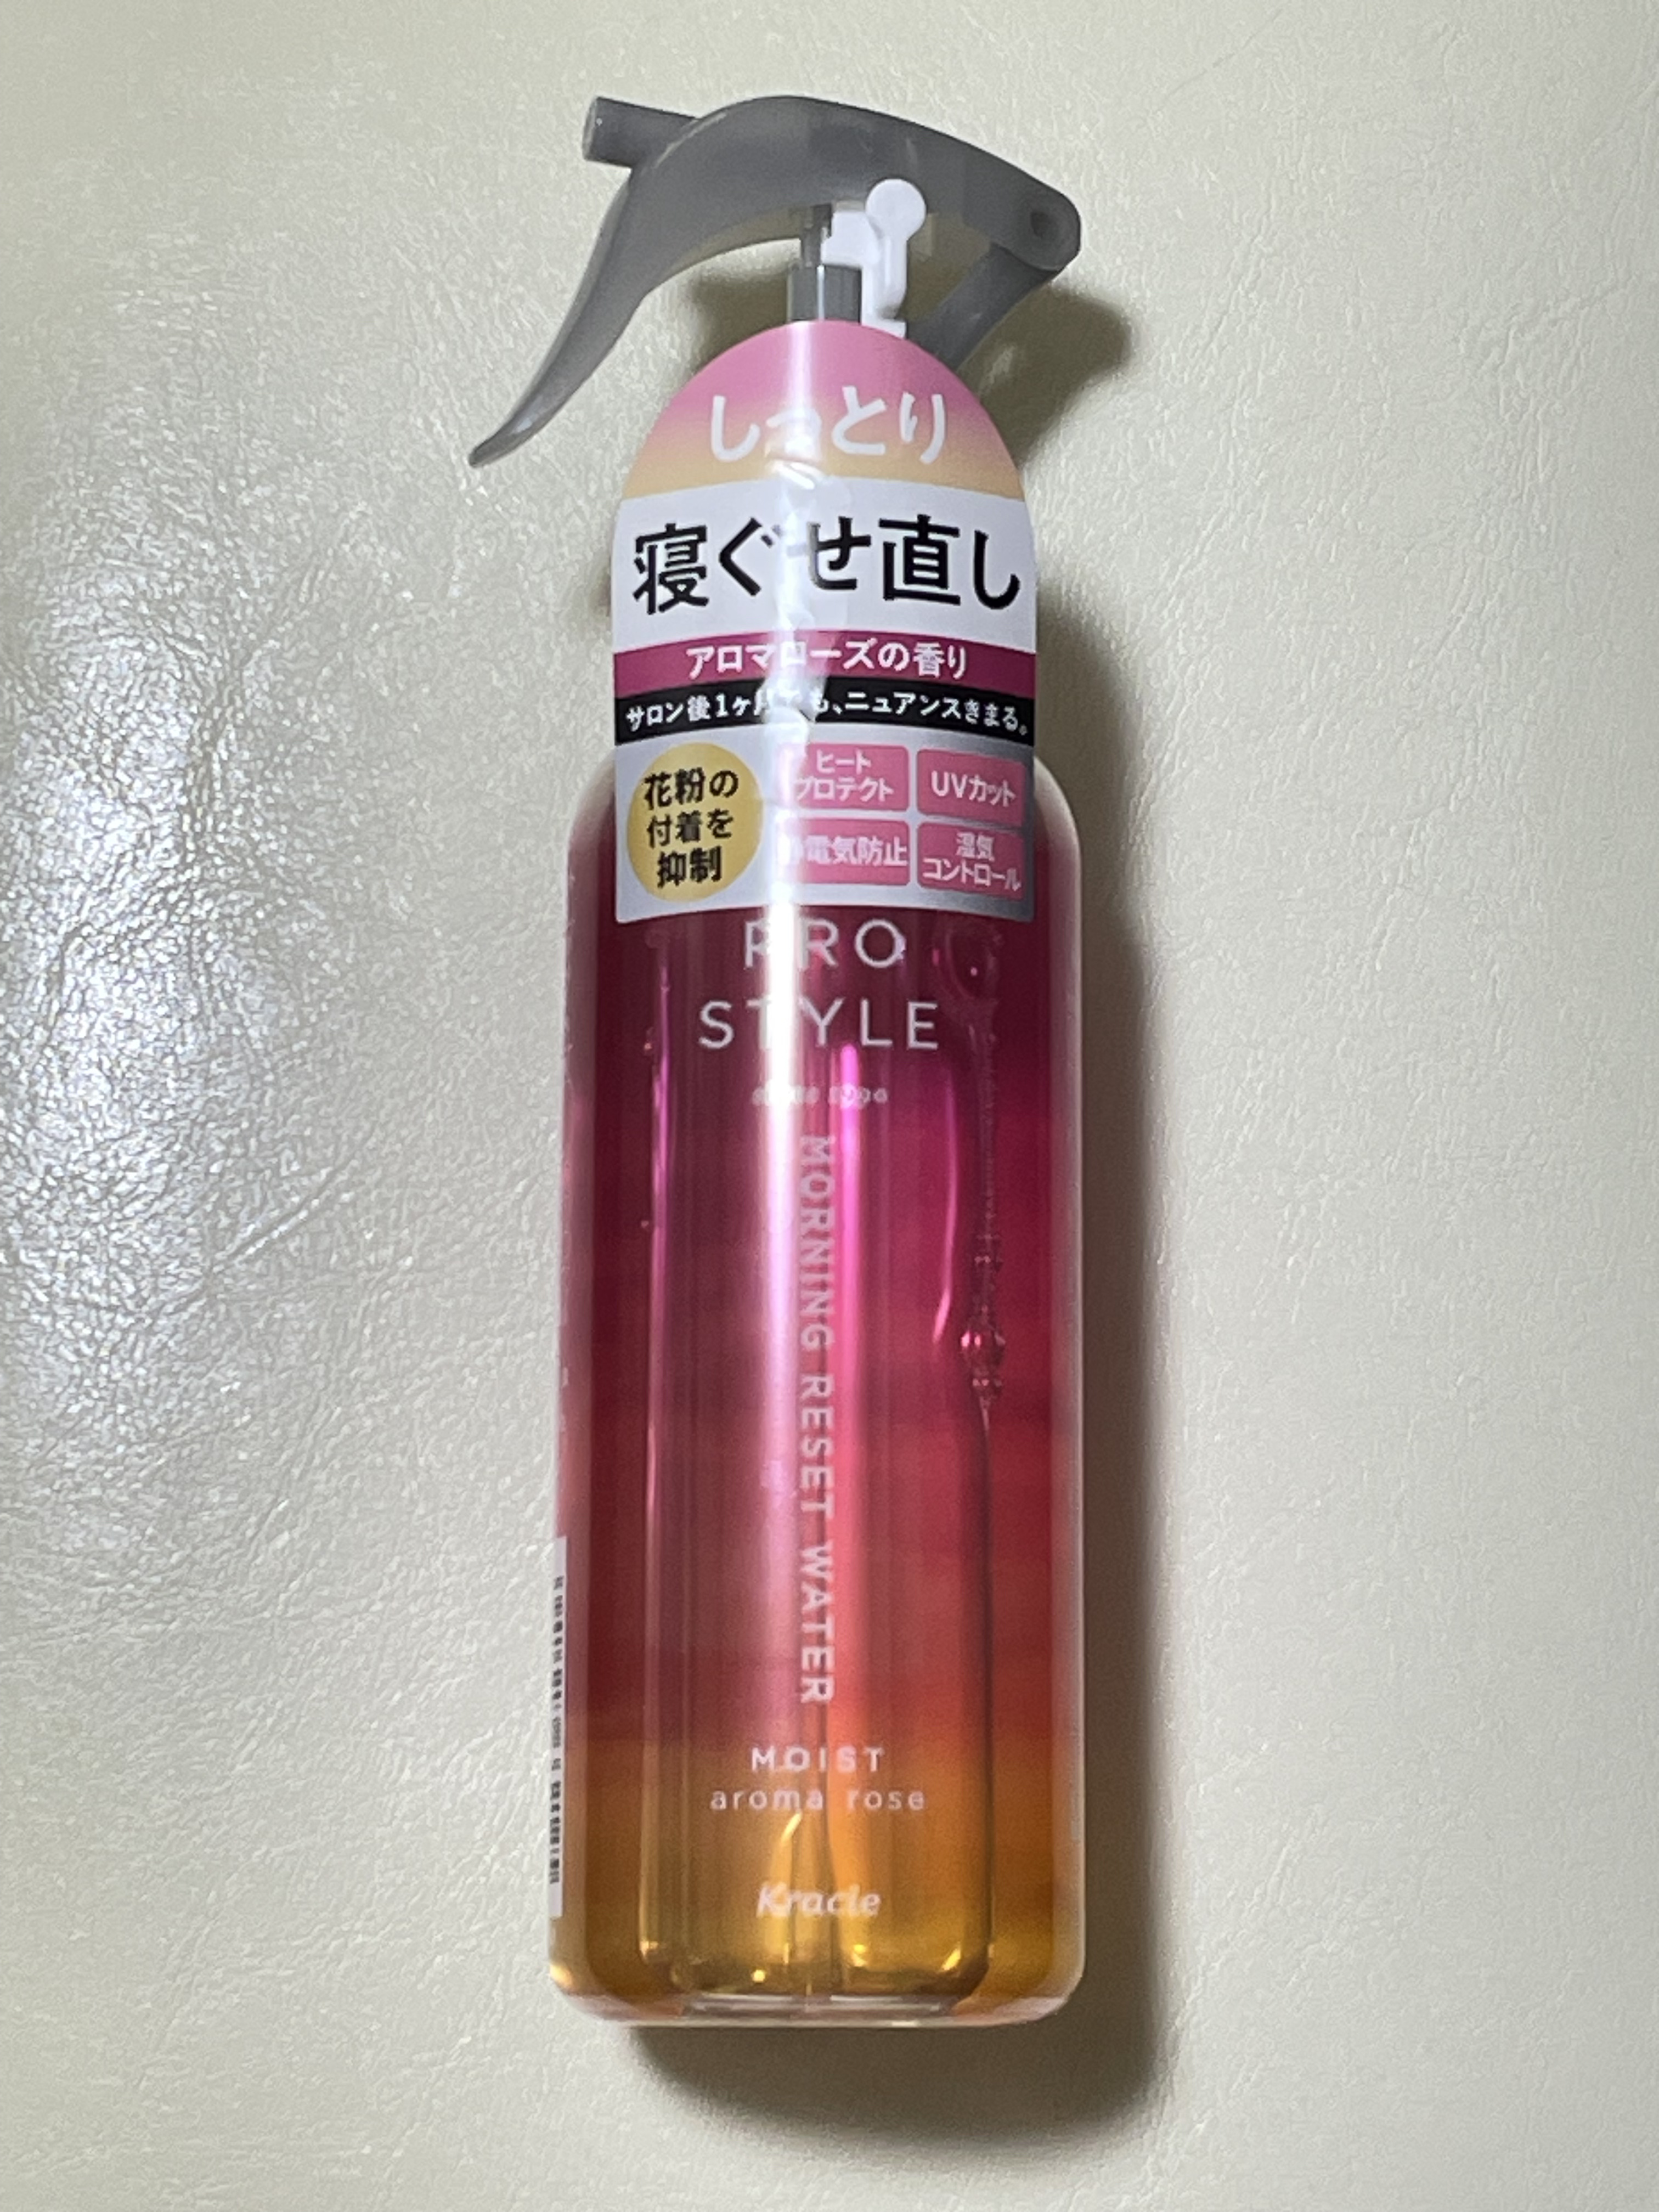 しっとり
寝ぐせ直し
アロマローズの香り
サロン後1ヶ月でも、ニュアンスきまる。
花粉の
付着を
抑制
ヒート
プロテクト
UVカット
静電気防止
湿気
コントロール
PRO
STYLE
MORNING RESET WATER
MOIST
aroma rose
Kracie